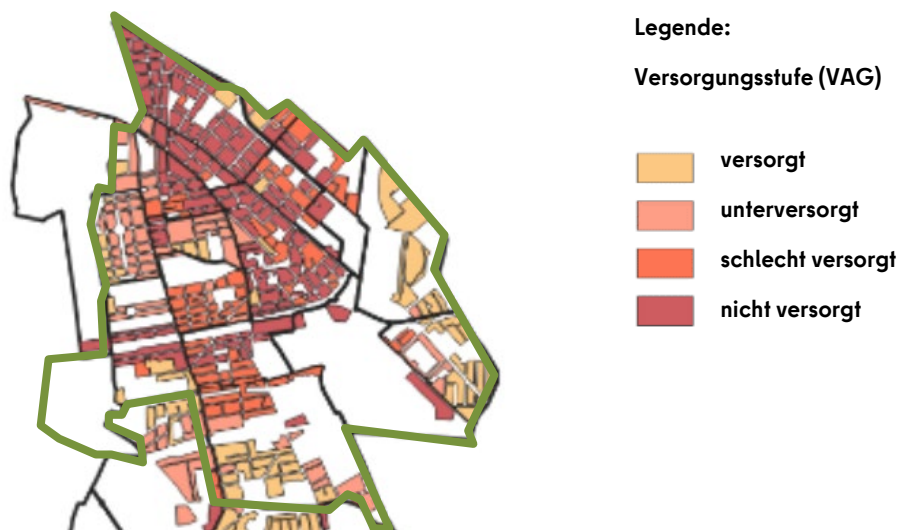 Legende:
Versorgungsstufe (VAG)
versorgt
unterversorgt
schlecht versorgt
nicht versorgt